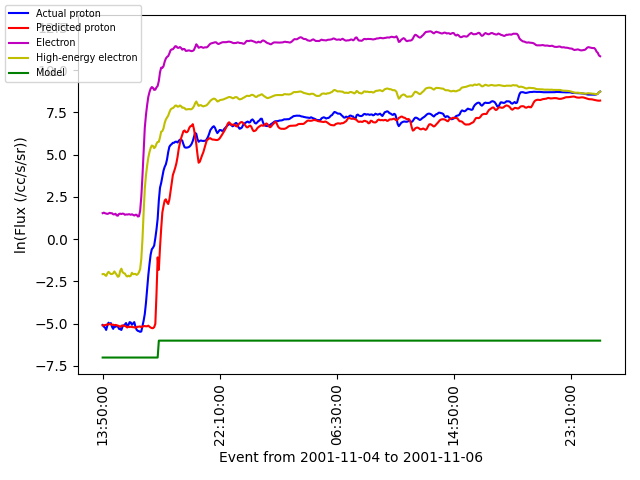 Actual proton
Predicted proton
Electron
High-energy electron
Model
7.5
5.0
2.5
0.0
−2.5
−5.0
−7.5
ln(Flux (/cc/s/sr))
13:50:00
22:10:00
06:30:00
14:50:00
23:10:00
Event from 2001-11-04 to 2001-11-06